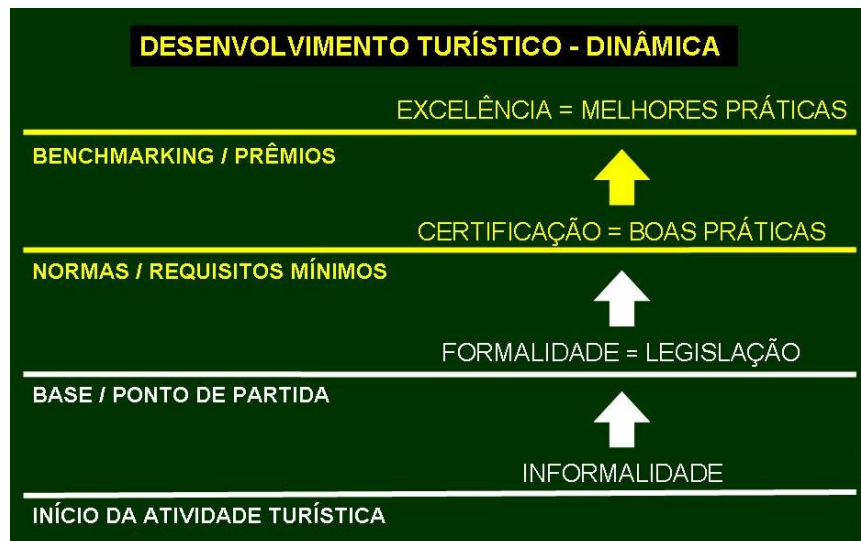 DESENVOLVIMENTO TURÍSTICO - DINÂMICA
EXCELÊNCIA = MELHORES PRÁTICAS
BENCHMARKING / PRÊMIOS
CERTIFICAÇÃO = BOAS PRÁTICAS
NORMAS / REQUISITOS MÍNIMOS
FORMALIDADE = LEGISLAÇÃO
BASE / PONTO DE PARTIDA
INFORMALIDADE
INÍCIO DA ATIVIDADE TURÍSTICA